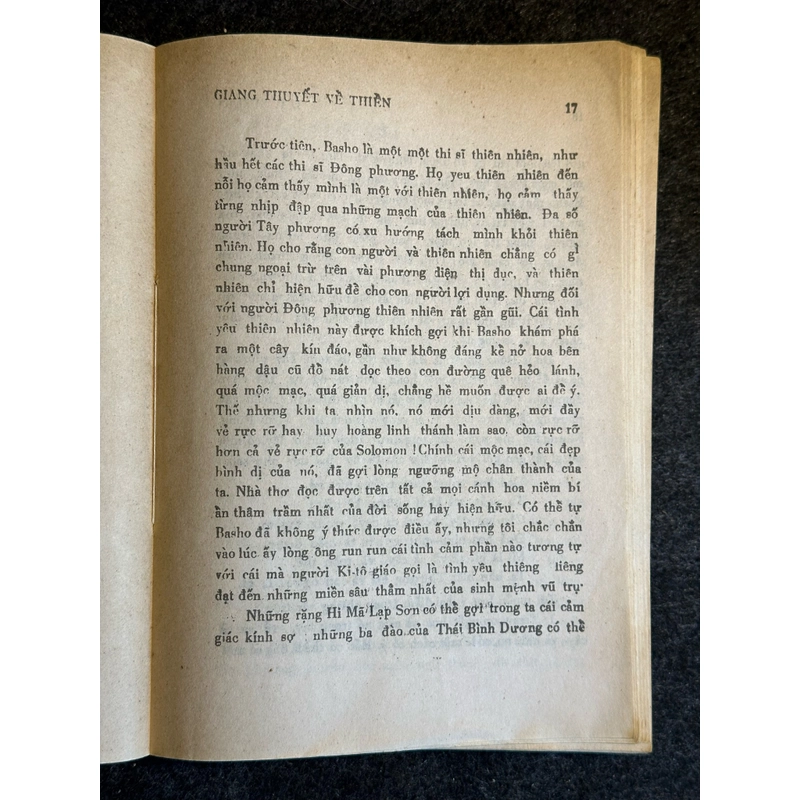 GIANG THUYẾT VỀ THIỀN
17
Trước tiên, Basho là một một thi sĩ thiên nhiên, như
hầu hết các thi sĩ Đông phương. Họ yeu thiên nhiên đến
nỗi họ cảm thấy mình là một với thiên nhiên, họ cảm thấy
từng nhịp đập qua những mạch của thiên nhiên. Đa số
người Tây phương có xu hướng tách mình khỏi thiên
nhiên. Họ cho rằng con người và thiên nhiên chẳng có gì
chung ngoại trừ trên vài phương diện thị dục, và thiên
nhiên chỉ hiện hữu đề cho con người lợi dụng. Nhưng đối
với người Đông phương thiên nhiên rất gần gũi. Cái tình
yêu thiên nhiên này được khích gợi khi Basho khám phá
ra một cây kín đáo, gần như không đáng kề nở hoa bên
hàng dậu cũ đồ nát dọc theo con đường quê hẻo lánh,
quá mộc mạc, quá giản dị, chẳng hề muốn được ai đề ý.
Thế nhưng khi ta nhìn nó, nó mới dịu dàng, mới đầy
vẻ rực rỡ hay huy hoàng linh thánh làm sao, còn rực rỡ
hơn cả vẻ rực rỡ của Solomon ! Chính cái mộc mạc, cái đẹp
bình dị của nó, đã gợi lòng ngưỡng mộ chân thành của
ta. Nhà thơ đọc được trên tất cả mọi cánh hoa niềm bí
ần thâm trầm nhất của đời sống hay hiện hữu. Có thề tự
Basho đã không ý thức được điều ấy, nhưng tôi chắc chắn
vào lúc ấy lòng ông run run cái tình cảm phần nào tương tự
với cái mà người Ki-tô giáo gọi là tình yêu thiêng liêng
đạt đến những miền sâu thẳm nhất của sinh mệnh vũ trụ.
Những rặng Hi Mã Lạp Sơn có thề gợi trong ta cái cảm
giác kính sợ những ba đào của Thái Bình Dương có thề